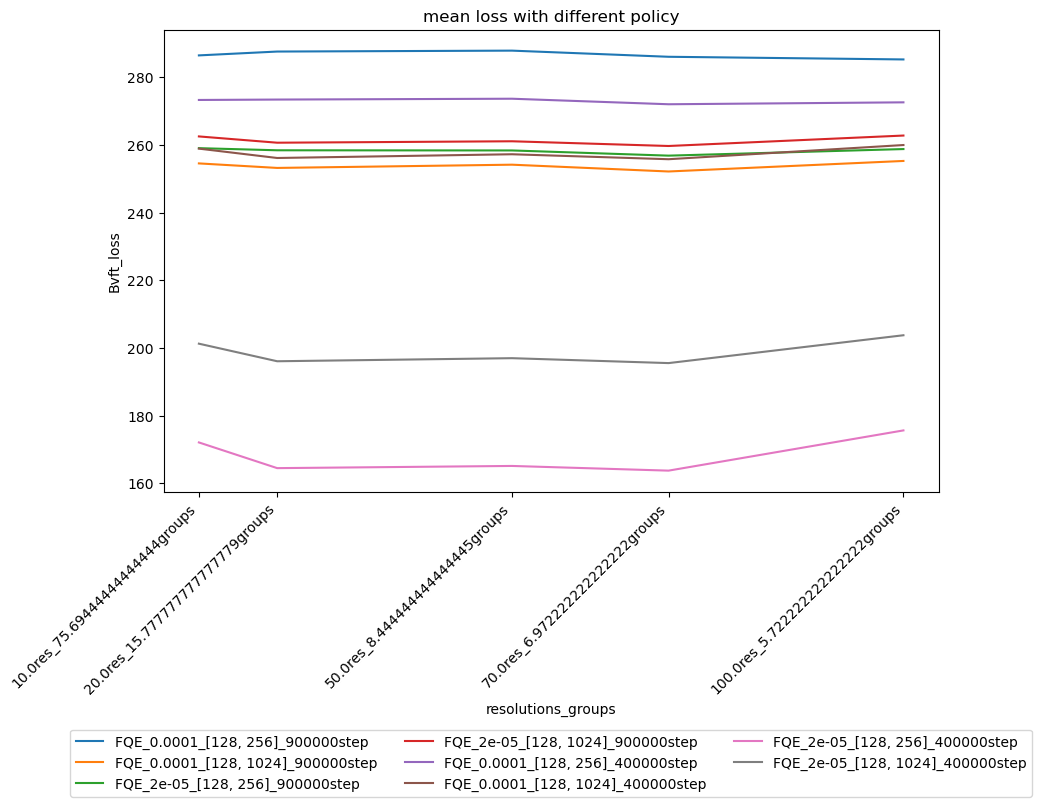 mean loss with different policy
Bvft_loss
280
260
240
220
200
180
160
10.0res_75.69444444444444groups
20.0res_15.777777777777779groups
50.0res_8.444444444444445groups
70.0res_6.972222222222222groups
100.0res_5.722222222222222groups
resolutions_groups
FQE_0.0001_[128, 256]_900000step
FQE_0.0001_[128, 1024]_900000step
FQE_2e-05_[128, 256]_900000step
FQE_2e-05_[128, 1024]_900000step
FQE_0.0001_[128, 256]_400000step
FQE_0.0001_[128, 1024]_400000step
FQE_2e-05_[128, 256]_400000step
FQE_2e-05_[128, 1024]_400000step